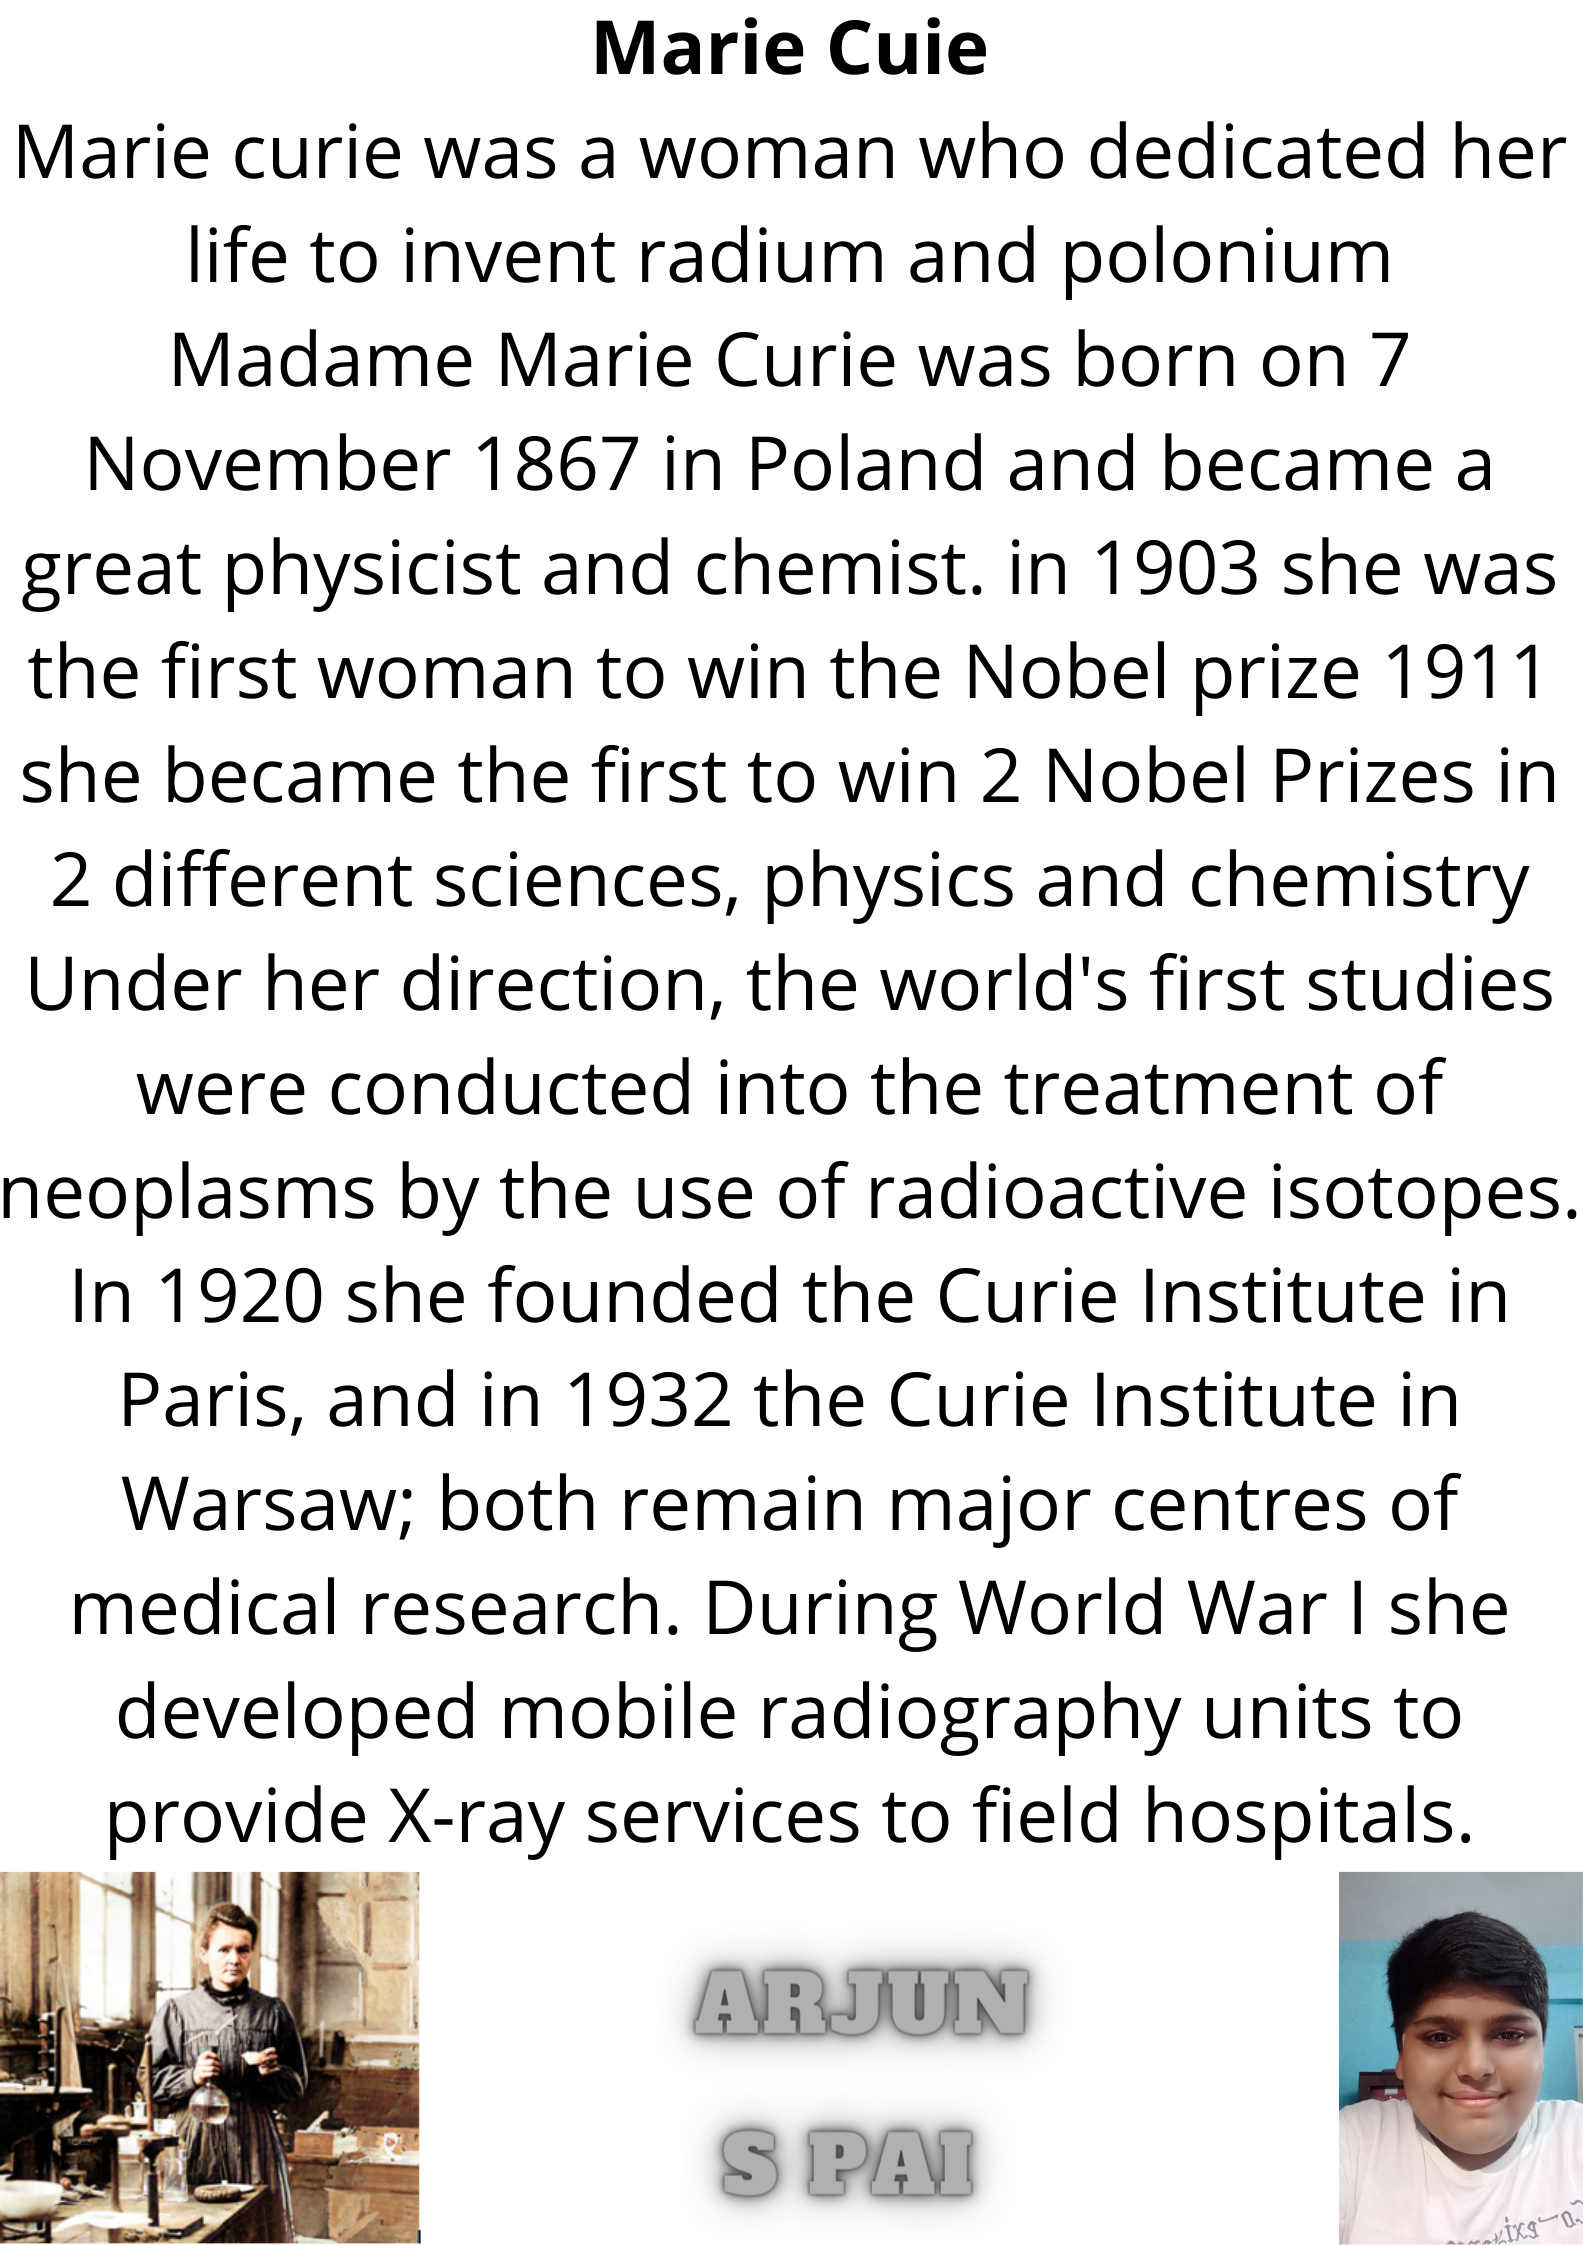 Marie Cuie
Marie curie was a woman who dedicated her
life to invent radium and polonium
Madame Marie Curie was born on 7
November 1867 in Poland and became a
great physicist and chemist. in 1903 she was
the first woman to win the Nobel prize 1911
she became the first to win 2 Nobel Prizes in
2 different sciences, physics and chemistry
Under her direction, the world's first studies
were conducted into the treatment of
neoplasms by the use of radioactive isotopes.
In 1920 she founded the Curie Institute in
Paris, and in 1932 the Curie Institute in
Warsaw; both remain major centres of
medical research. During World War I she
developed mobile radiography units to
provide X-ray services to field hospitals.
ARJUN
S PAI